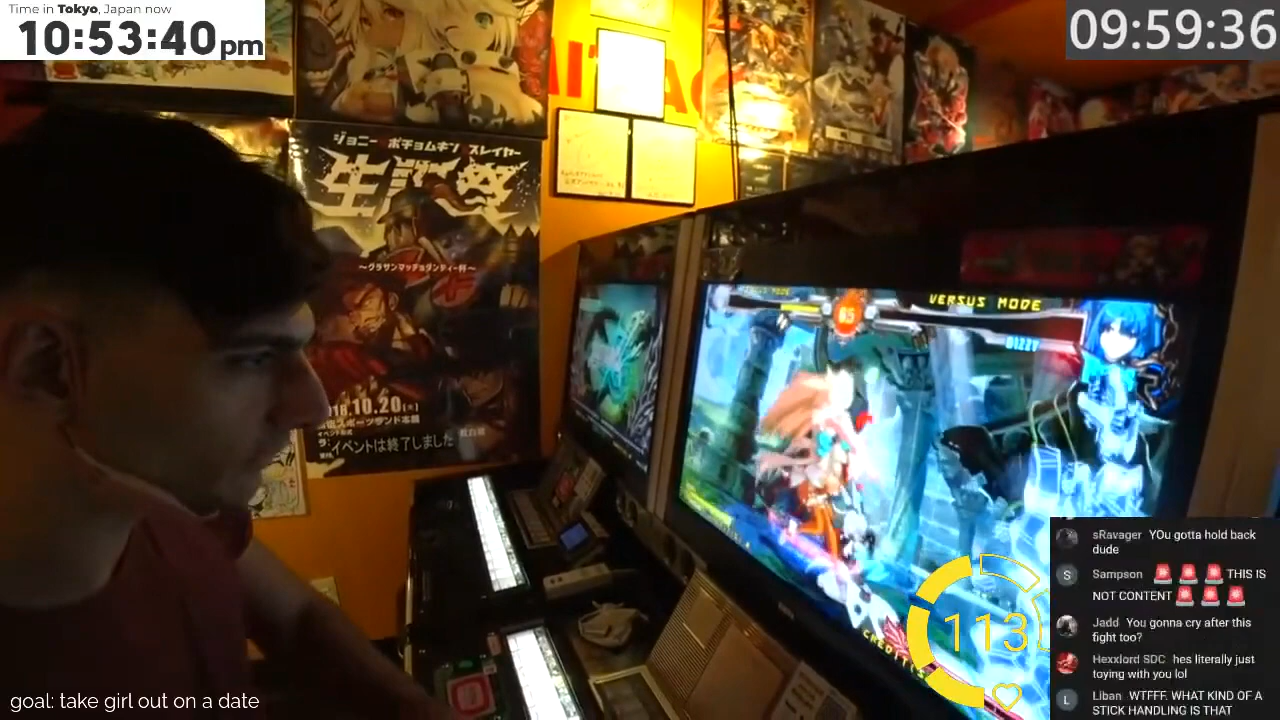 Time in Tokyo, Japan now
10:53:40pm
09:59:36
ジョニー ポチョムキン スレイヤー
生誕祭
～グラサンマッチョダンディー杯～
10.20
イベントは終了しました
VERSUS MODE
65
DIZZY
CREDIT
113
sRavager YOu gotta hold back
dude
Sampson 🚨 🚨 🚨 THIS IS
NOT CONTENT 🚨 🚨 🚨
Jadd You gonna cry after this
fight too?
Hexxlord SDC hes literally just
toying with you lol
Liban WTFFF. WHAT KIND OF A
STICK HANDLING IS THAT
goal: take girl out on a date